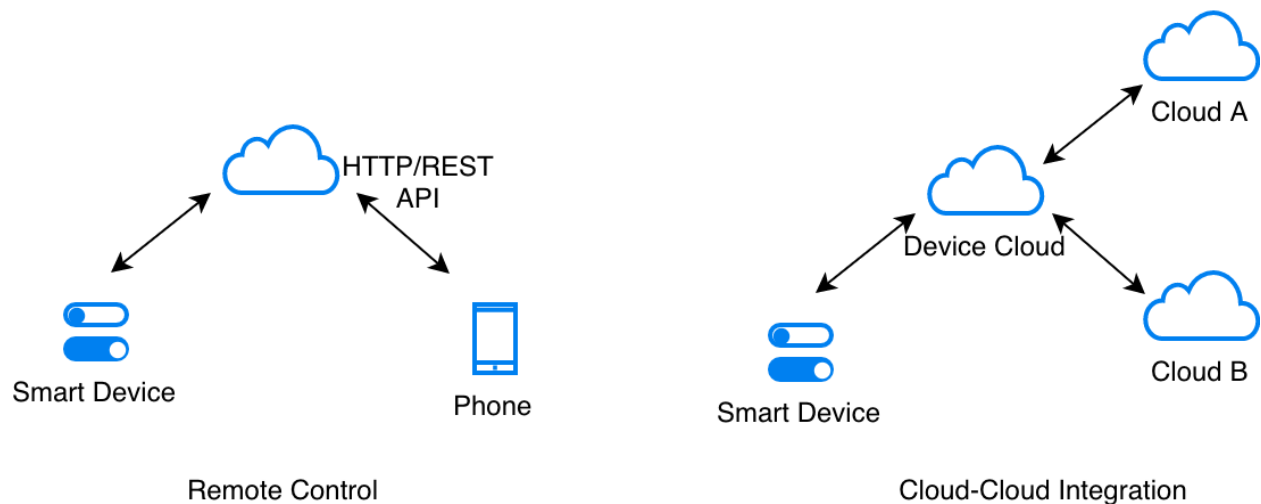 HTTP/REST
API
Smart Device
Phone
Remote Control
Cloud A
Device Cloud
Cloud B
Smart Device
Cloud-Cloud Integration